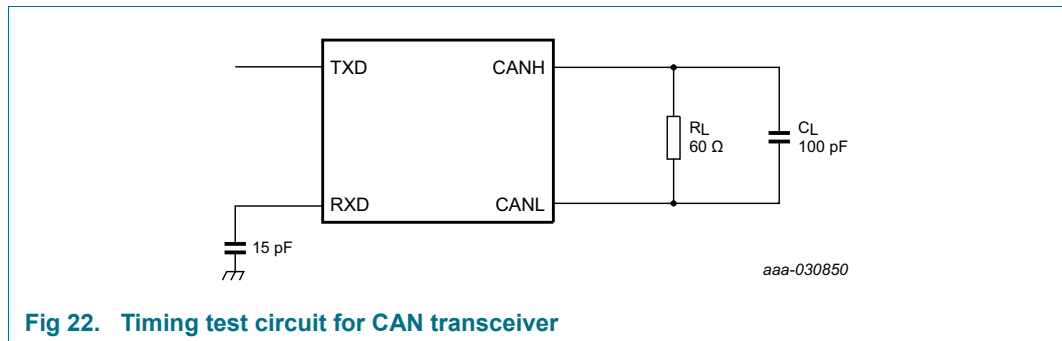 TXD CANH
RL
60 Ω
CL
100 pF
RXD CANL
15 pF
aaa-030850
Fig 22. Timing test circuit for CAN transceiver